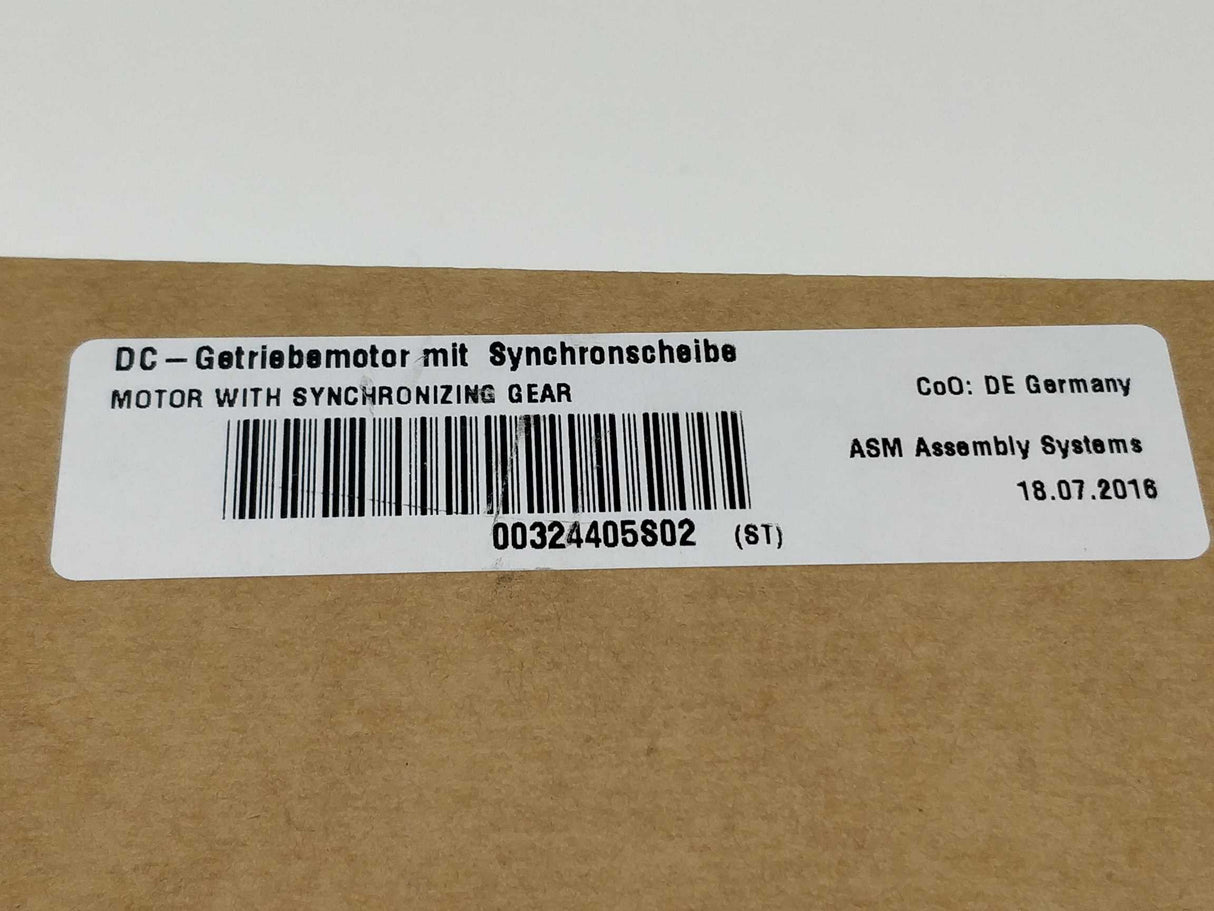 DC-Getriebemotor mit Synchronscheibe
MOTOR WITH SYNCHRONIZING GEAR
CoO: DE Germany
ASM Assembly Systems
18.07.2016
00324405S02 (ST)